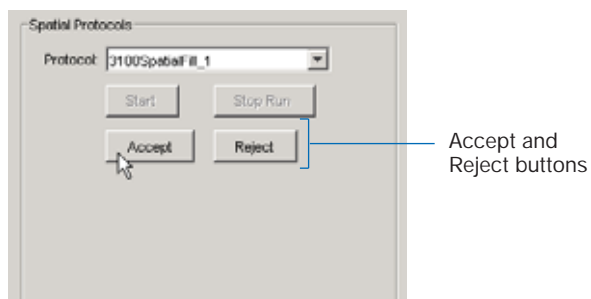 Spatial Protocols
Protocol: 3100SpatialFill_1
Start Stop Run
Accept Reject
Accept and
Reject buttons